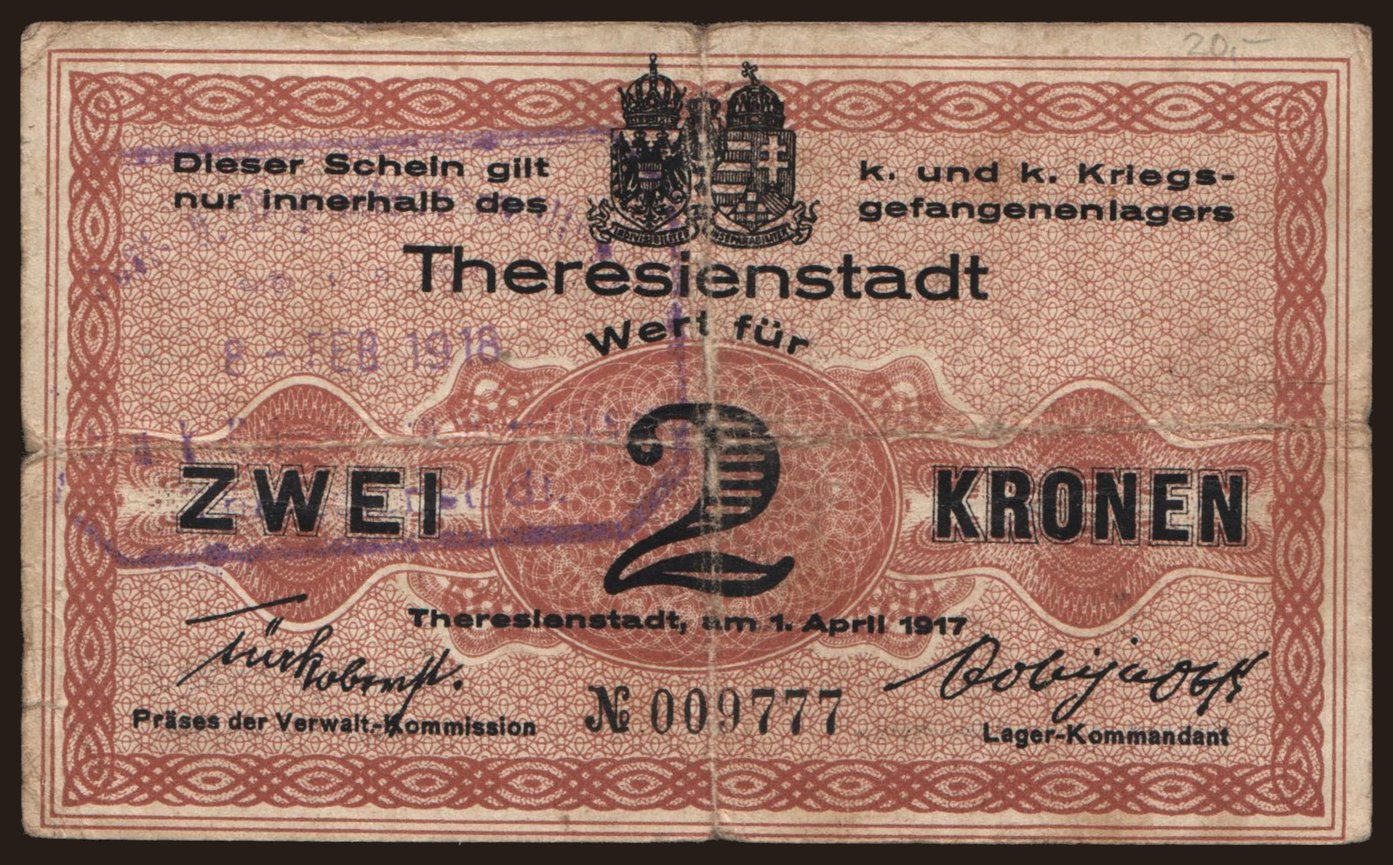 20,-
Dieser Schein gilt
nur innerhalb des
k. und k. Kriegs-
gefangenenlagers
Theresienstadt
Wert für
8 - FEB 1918
ZWEI 2 KRONEN
Theresienstadt, am 1. April 1917
№ 009777
Präses der Verwalt.-Kommission
Lager-Kommandant